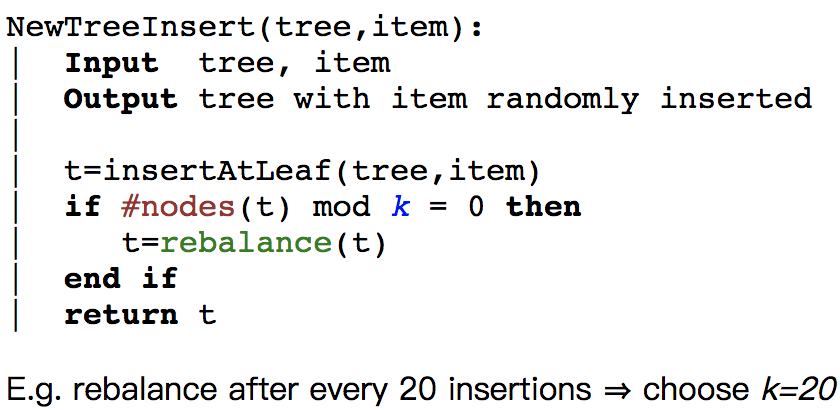 NewTreeInsert(tree,item):
| Input tree, item
| Output tree with item randomly inserted
|
| t=insertAtLeaf(tree,item)
| if #nodes(t) mod k = 0 then
| t=rebalance(t)
| end if
| return t
E.g. rebalance after every 20 insertions ⇒ choose k=20